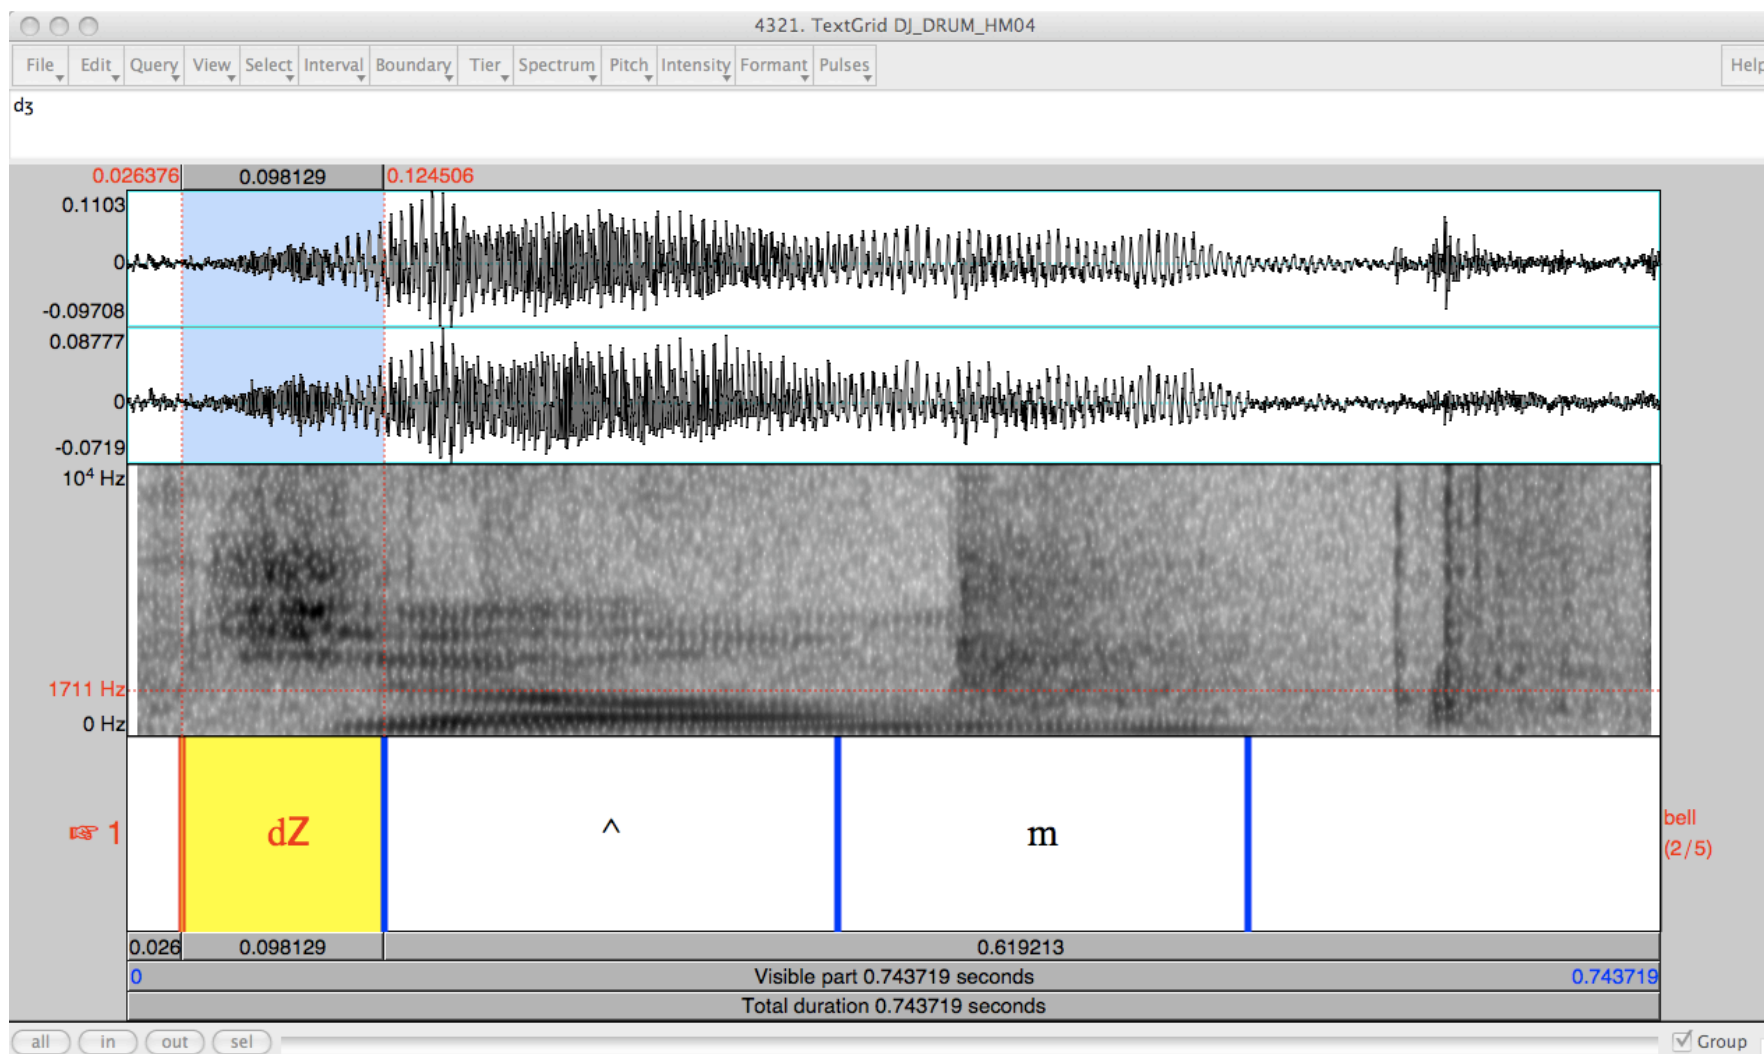 4321. TextGrid DJ_DRUM_HM04
File Edit Query View Select Interval Boundary Tier Spectrum Pitch Intensity Formant Pulses Help
dʒ
0.026376 0.098129 0.124506
0.1103
0
-0.09708
0.08777
0
-0.0719
10⁴ Hz
1711 Hz
0 Hz
☞ 1 dZ ^ m bell
(2/5)
0.026 0.098129 0.619213
0 Visible part 0.743719 seconds 0.743719
Total duration 0.743719 seconds
all in out sel Group